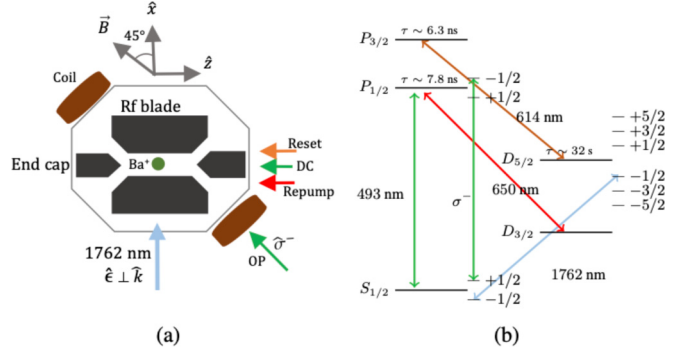 (a)
x̂
B⃗
45°
ẑ
Coil
Rf blade
End cap
Ba⁺
Reset
DC
Repump
1762 nm
ε̂ ⊥ k̂
σ̂⁻
OP
(b)
P₃/₂
τ ~ 6.3 ns
P₁/₂
τ ~ 7.8 ns
−1/2
+1/2
614 nm
+5/2
+3/2
+1/2
D₅/₂
τ ~ 32 s
493 nm
650 nm
σ⁻
−1/2
−3/2
−5/2
D₃/₂
1762 nm
S₁/₂
+1/2
−1/2
(a)
(b)